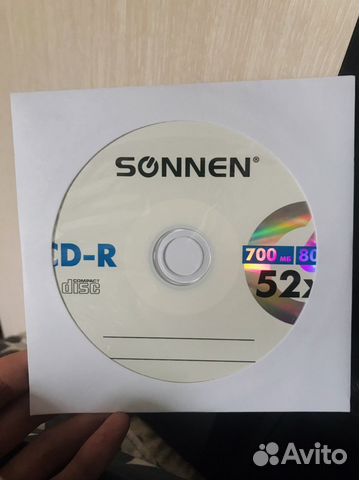 SONNEN®
CD-R
COMPACT
disc
700 МБ 80
52x
Avito